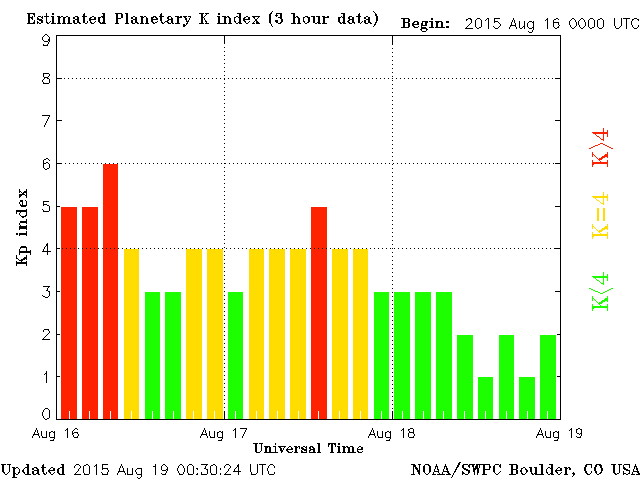 Estimated Planetary K index (3 hour data) Begin: 2015 Aug 16 0000 UTC
9
8
7
6
5
4
3
2
1
0
Kp index
K>4
K=4
K<4
Aug 16 Aug 17 Aug 18 Aug 19
Universal Time
Updated 2015 Aug 19 00:30:24 UTC NOAA/SWPC Boulder, CO USA